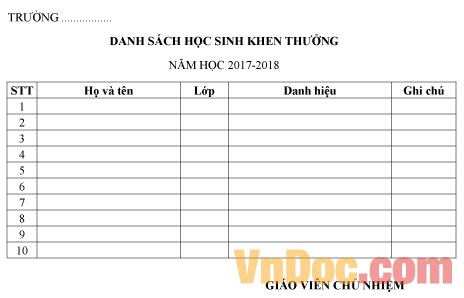 TRƯỜNG .................
DANH SÁCH HỌC SINH KHEN THƯỞNG
NĂM HỌC 2017-2018
STT Họ và tên Lớp Danh hiệu Ghi chú
1
2
3
4
5
6
7
8
9
10
VnDoc.com
GIÁO VIÊN CHỦ NHIỆM